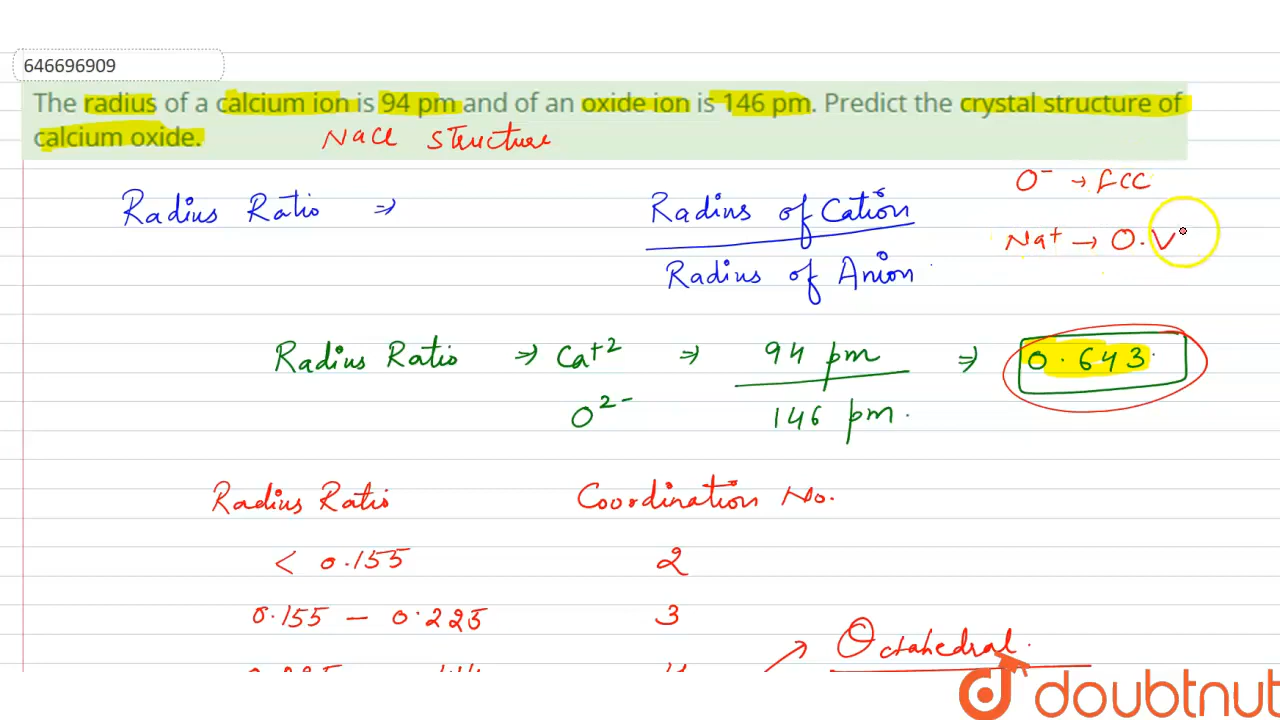 646696909
The radius of a calcium ion is 94 pm and of an oxide ion is 146 pm. Predict the crystal structure of
calcium oxide. NaCl structure
O⁻ → FCC
Radius Ratio ⇒ Radius of Cation
Na⁺ → O.V
Radius of Anion
Radius Ratio ⇒ Ca⁺² ⇒ 94 pm ⇒ 0.643
O²⁻ 146 pm.
Radius Ratio Coordination No.
< 0.155 2
0.155 – 0.225 3
Octahedral.
doubtnut